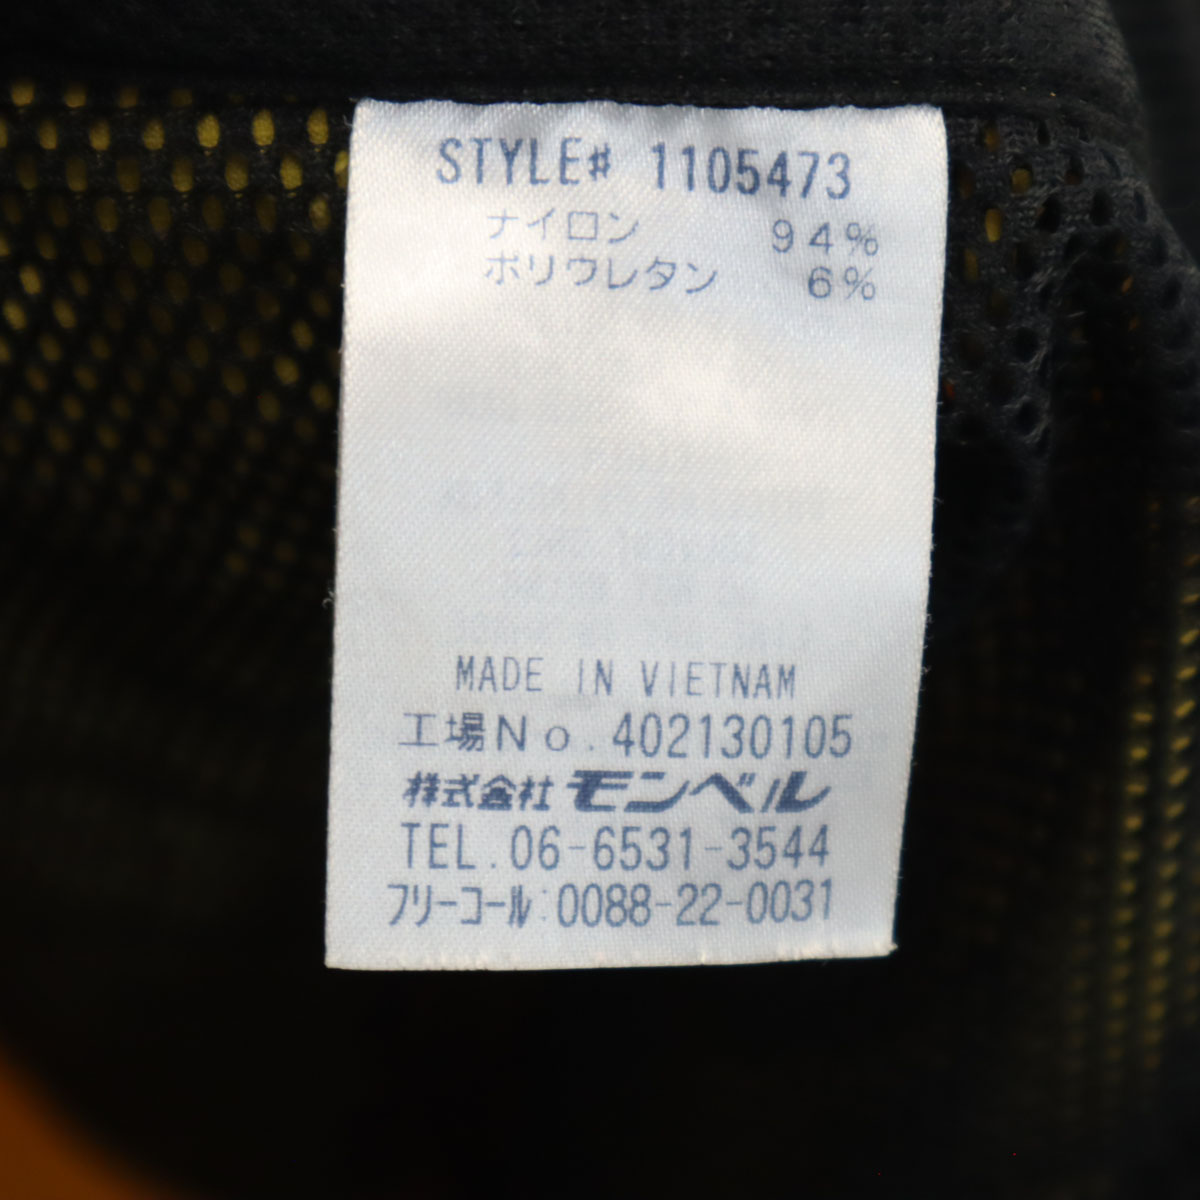 STYLE# 1105473
ナイロン 94%
ポリウレタン 6%
MADE IN VIETNAM
工場No.402130105
株式会社 モンベル
TEL.06-6531-3544
フリーコール:0088-22-0031